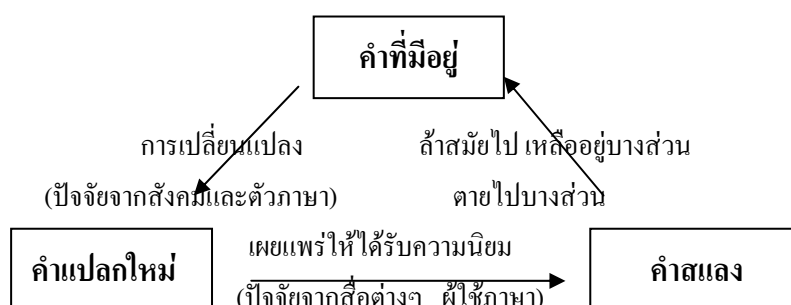 คำที่มีอยู่
การเปลี่ยนแปลง ล้าสมัยไป เหลืออยู่บางส่วน
(ปัจจัยจากสังคมและตัวภาษา) ตายไปบางส่วน
เผยแพร่ให้ได้รับความนิยม
คำแปลกใหม่ คำสแลง
(ปัจจัยจากสื่อต่างๆ ผู้ใช้ภาษา)